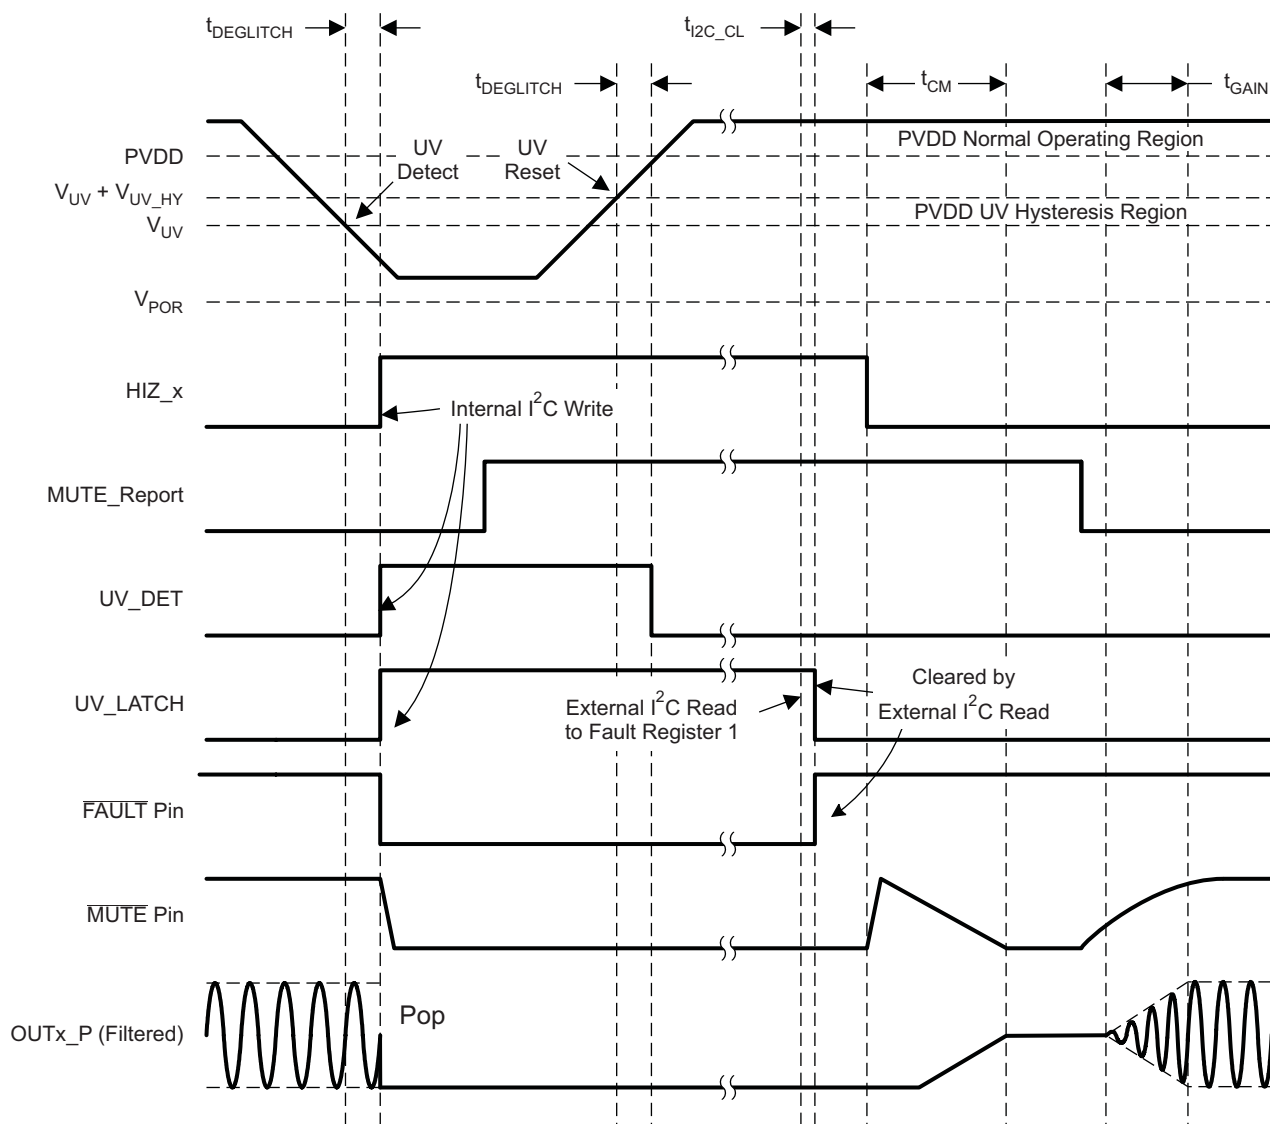 tDEGLITCH
tI2C_CL
tDEGLITCH
tCM
tGAIN
PVDD
UV
Detect
UV
Reset
PVDD Normal Operating Region
VUV + VUV_HY
VUV
PVDD UV Hysteresis Region
VPOR
HIZ_x
Internal I2C Write
MUTE_Report
UV_DET
UV_LATCH
External I2C Read
to Fault Register 1
Cleared by
External I2C Read
FAULT Pin
MUTE Pin
Pop
OUTx_P (Filtered)